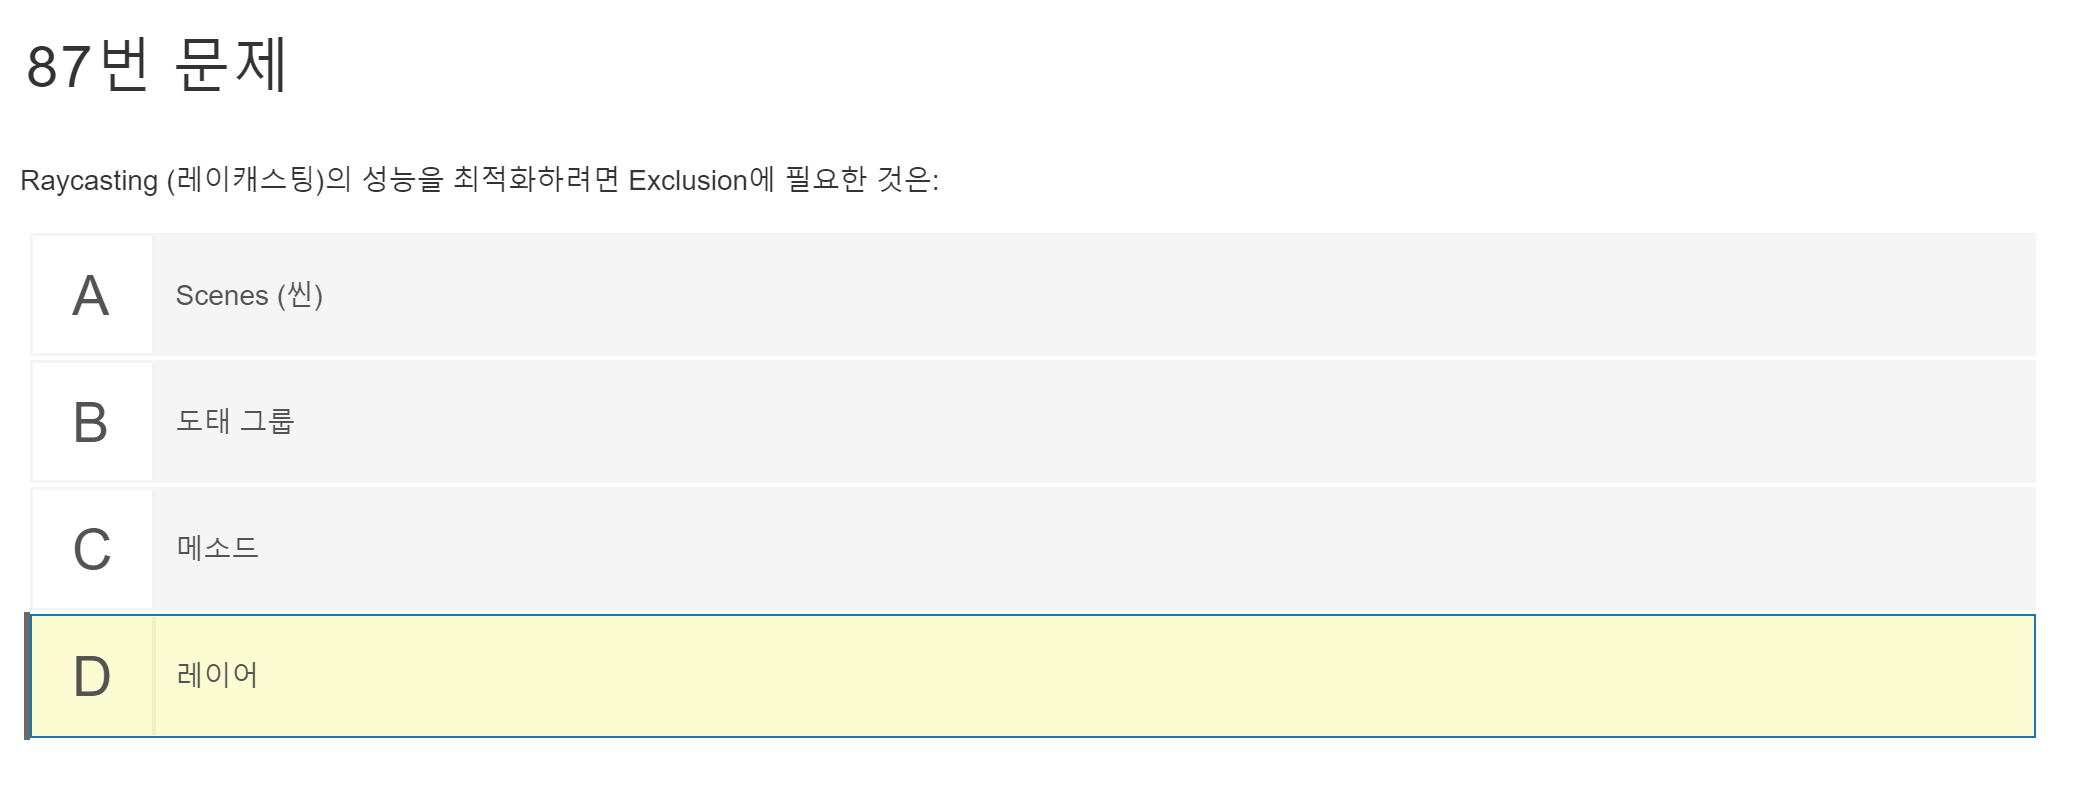 87번 문제
Raycasting (레이캐스팅)의 성능을 최적화하려면 Exclusion에 필요한 것은:
A Scenes (씬)
B 도태 그룹
C 메소드
D 레이어